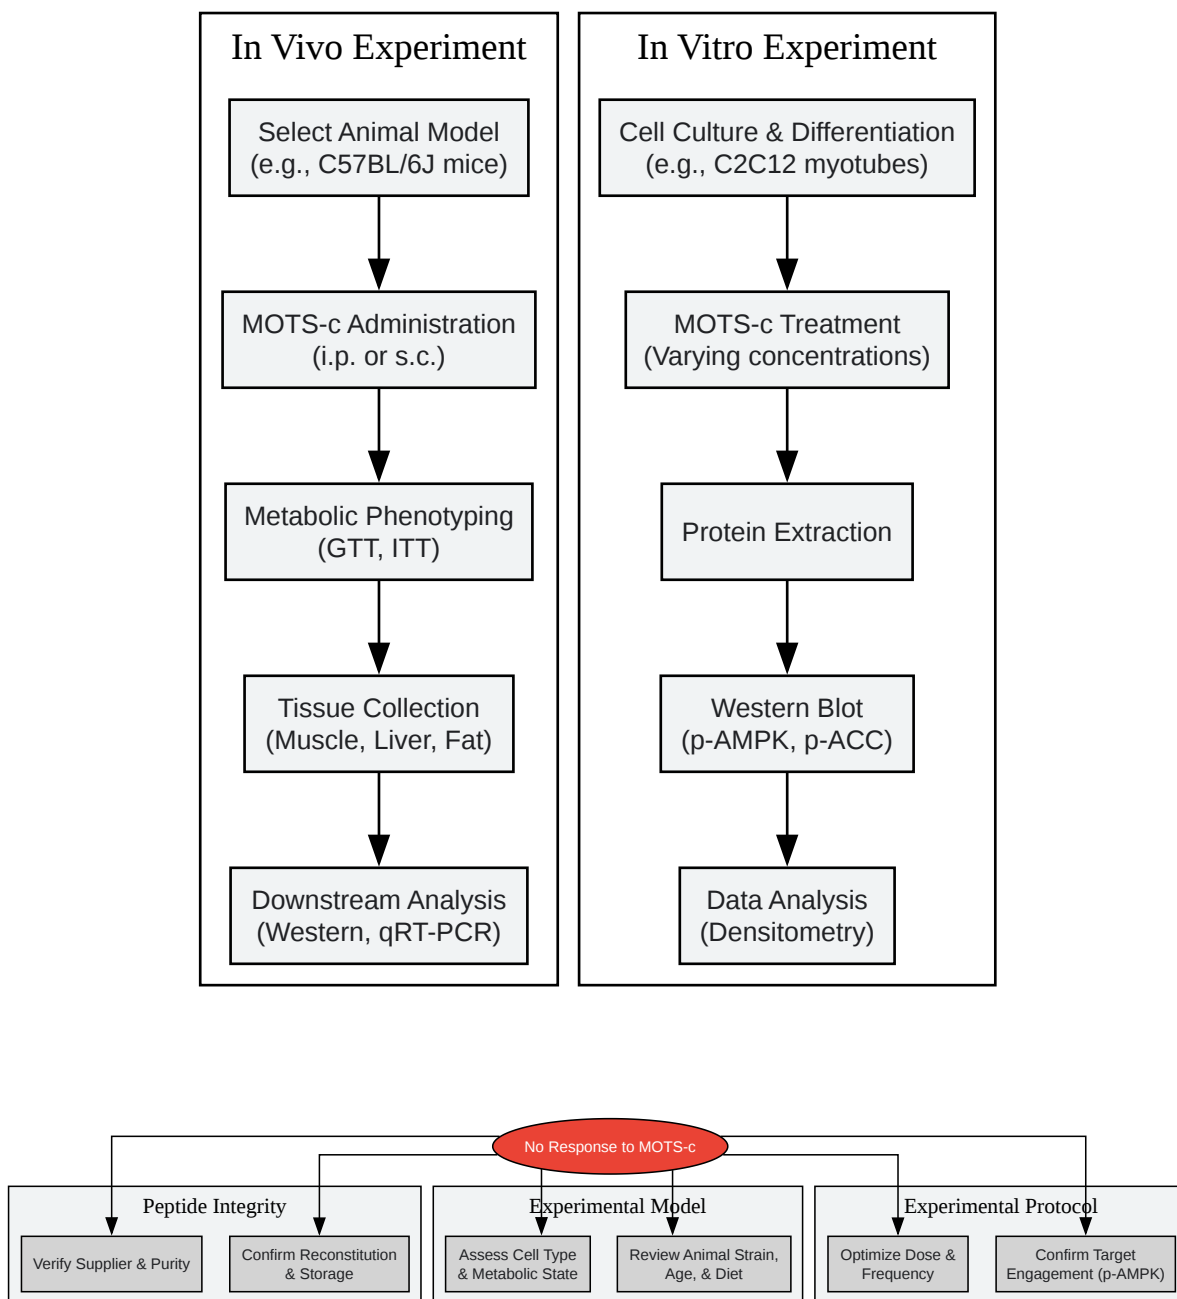 In Vivo Experiment
Select Animal Model
(e.g., C57BL/6J mice)
MOTS-c Administration
(i.p. or s.c.)
Metabolic Phenotyping
(GTT, ITT)
Tissue Collection
(Muscle, Liver, Fat)
Downstream Analysis
(Western, qRT-PCR)
In Vitro Experiment
Cell Culture & Differentiation
(e.g., C2C12 myotubes)
MOTS-c Treatment
(Varying concentrations)
Protein Extraction
Western Blot
(p-AMPK, p-ACC)
Data Analysis
(Densitometry)
No Response to MOTS-c
Peptide Integrity
Verify Supplier & Purity
Confirm Reconstitution
& Storage
Experimental Model
Assess Cell Type
& Metabolic State
Review Animal Strain,
Age, & Diet
Experimental Protocol
Optimize Dose &
Frequency
Confirm Target
Engagement (p-AMPK)